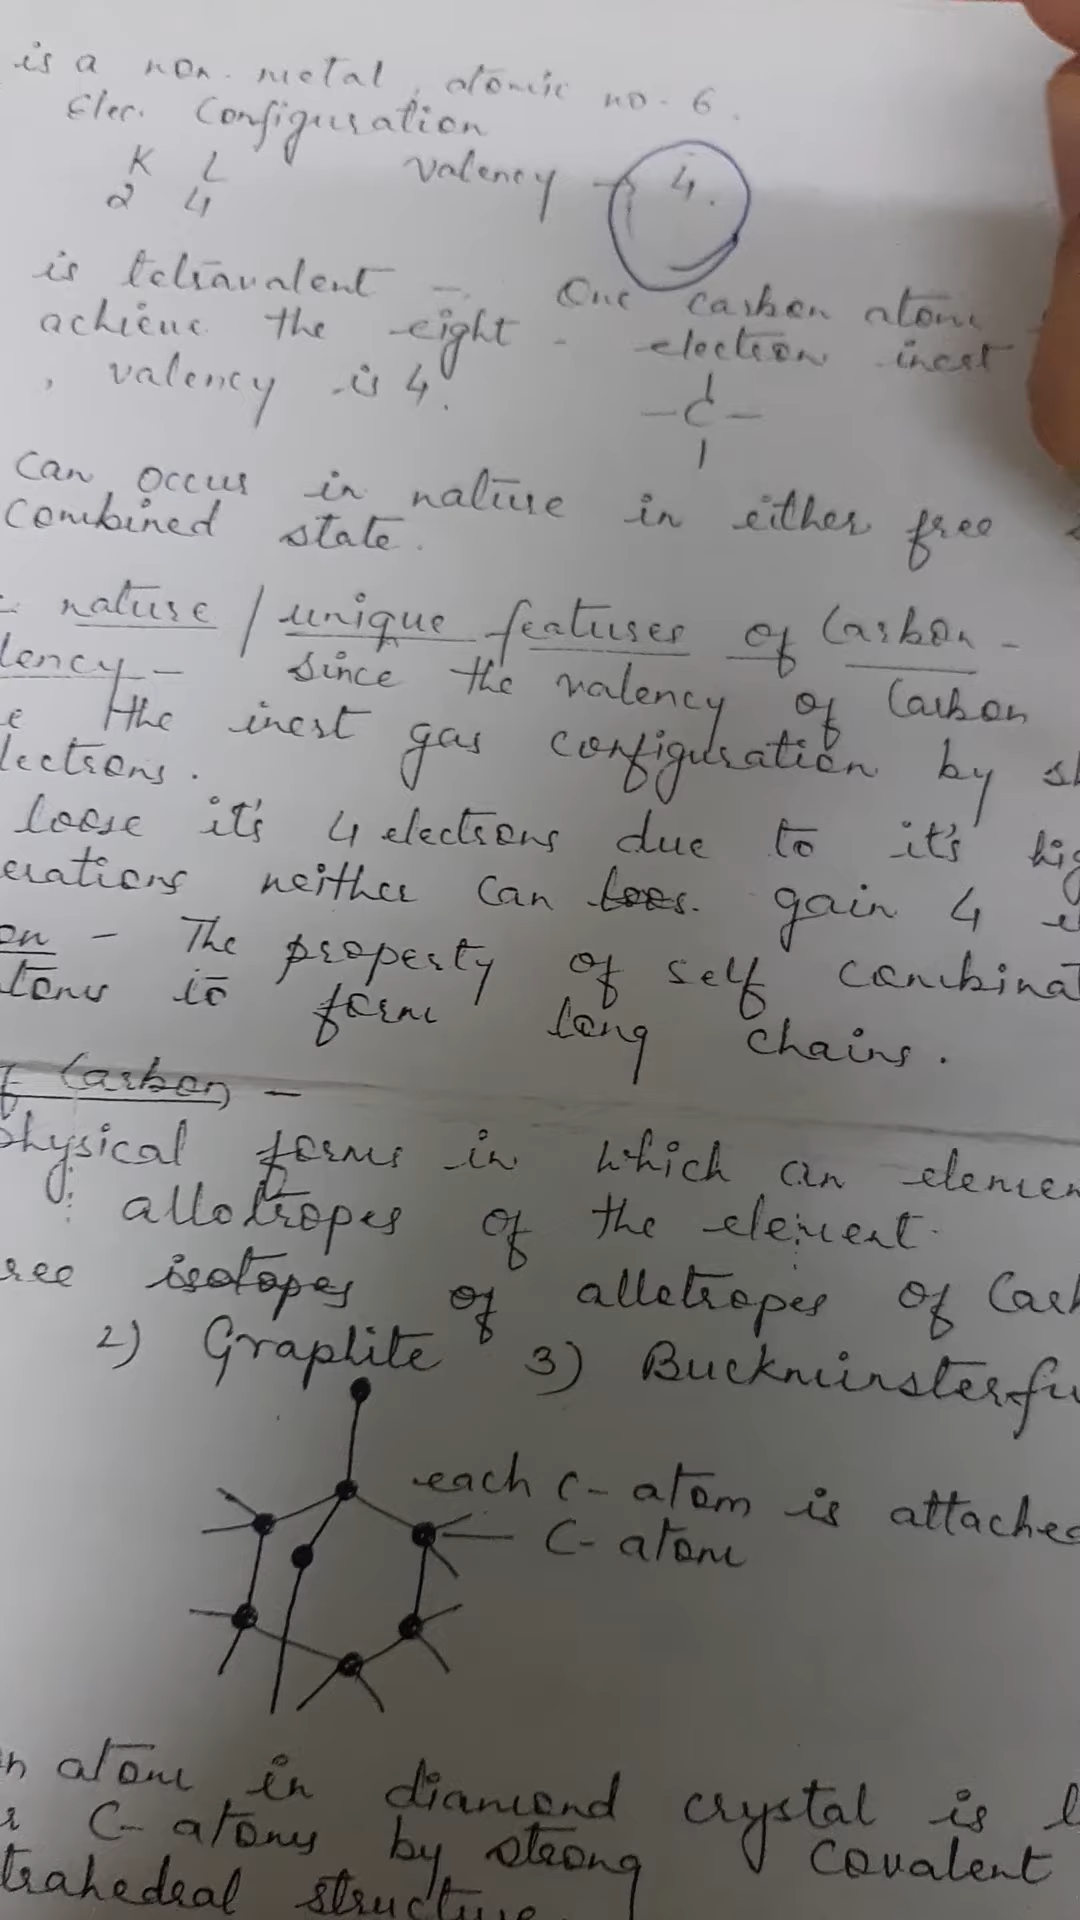 is a non-metal, atomic no-6.
Elec. Configuration
K L
2 4
valency → 4.
is tetravalent - One carbon atom
achieve the eight - electron inert
, valency is 4.
-C-
can occur in nature in either free
combined state.
nature / unique features of Carbon -
lency - since the valency of Carbon
e the inert gas configuration by sh
lectrons.
loose it's 4 electrons due to it's hig
erations neither can loos. gain 4 e
on - The property of self combinat
toms to form long chains.
f Carbon -
physical forms in which an elemen
allotropes of the element.
ree isotopes of allotropes of Carb
2) Graphite 3) Buckminsterfu
each C-atom is attached
C-atom
n atom in diamond crystal is l
r C-atoms by strong covalent
trahedral structure.